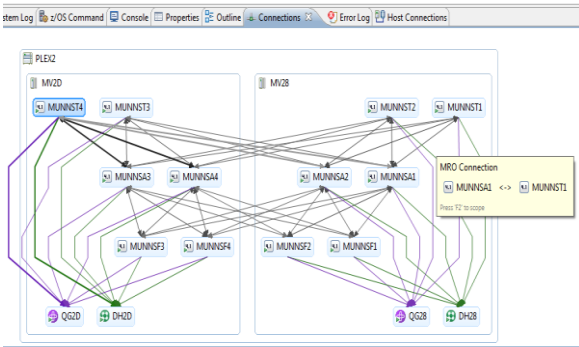 stem Log z/OS Command Console Properties Outline Connections Error Log Host Connections
PLEX2
MV2D MV28
MUNNST4 MUNNST3 MUNNST2 MUNNST1
MRO Connection
MUNNSA1 <-> MUNNST1
Press 'F2' to scope
MUNNSA3 MUNNSA4 MUNNSA2 MUNNSA1
MUNNSF3 MUNNSF4 MUNNSF2 MUNNSF1
QG2D DH2D QG28 DH28